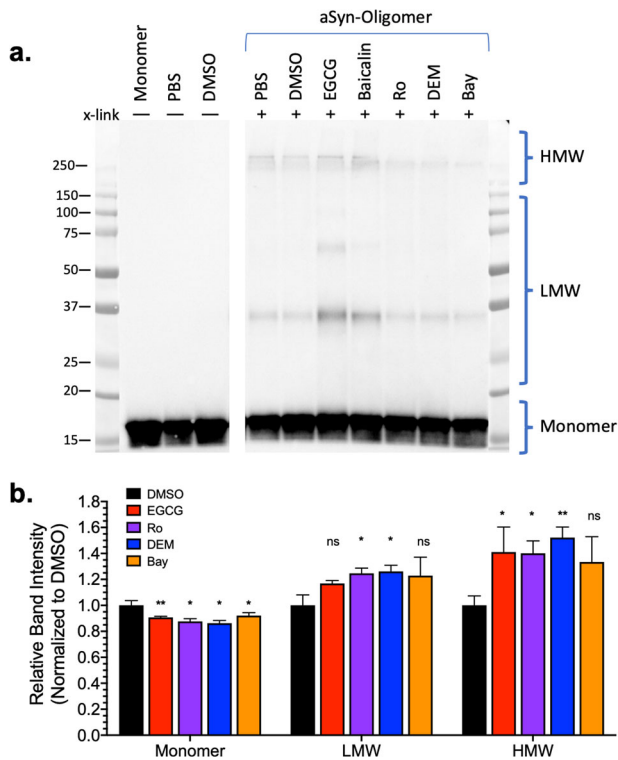 aSyn-Oligomer
a.
Monomer
PBS
DMSO
PBS
DMSO
EGCG
Baicalin
Ro
DEM
Bay
x-link — — — + + + + + + +
250
150
100
75
50
37
25
20
15
HMW
LMW
Monomer
b.
Relative Band Intensity
(Normalized to DMSO)
1.8
1.6
1.4
1.2
1.0
0.8
0.6
0.4
0.2
0.0
DMSO
EGCG
Ro
DEM
Bay
** * * *
ns * * ns
* * ** ns
Monomer LMW HMW